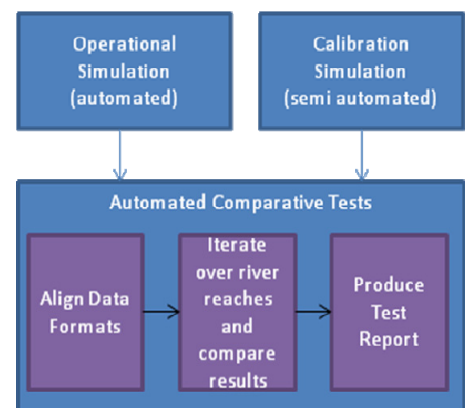 Operational
Simulation
(automated)
Calibration
Simulation
(semi automated)
Automated Comparative Tests
Align Data
Formats
Iterate
over river
reaches
and
compare
results
Produce
Test
Report